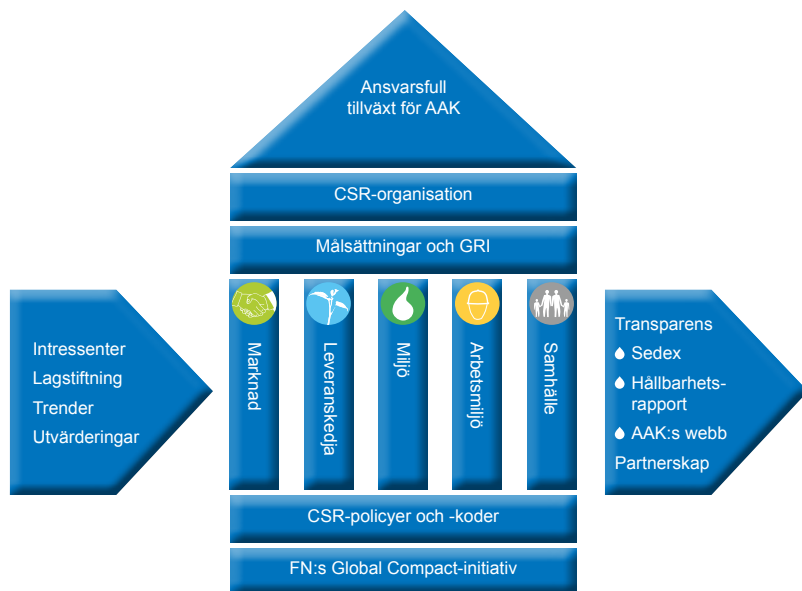 Ansvarsfull
tillväxt för AAK
CSR-organisation
Målsättningar och GRI
Intressenter
Lagstiftning
Trender
Utvärderingar
Marknad
Leveranskedja
Miljö
Arbetsmiljö
Samhälle
Transparens
Sedex
Hållbarhets-
rapport
AAK:s webb
Partnerskap
CSR-policyer och -koder
FN:s Global Compact-initiativ